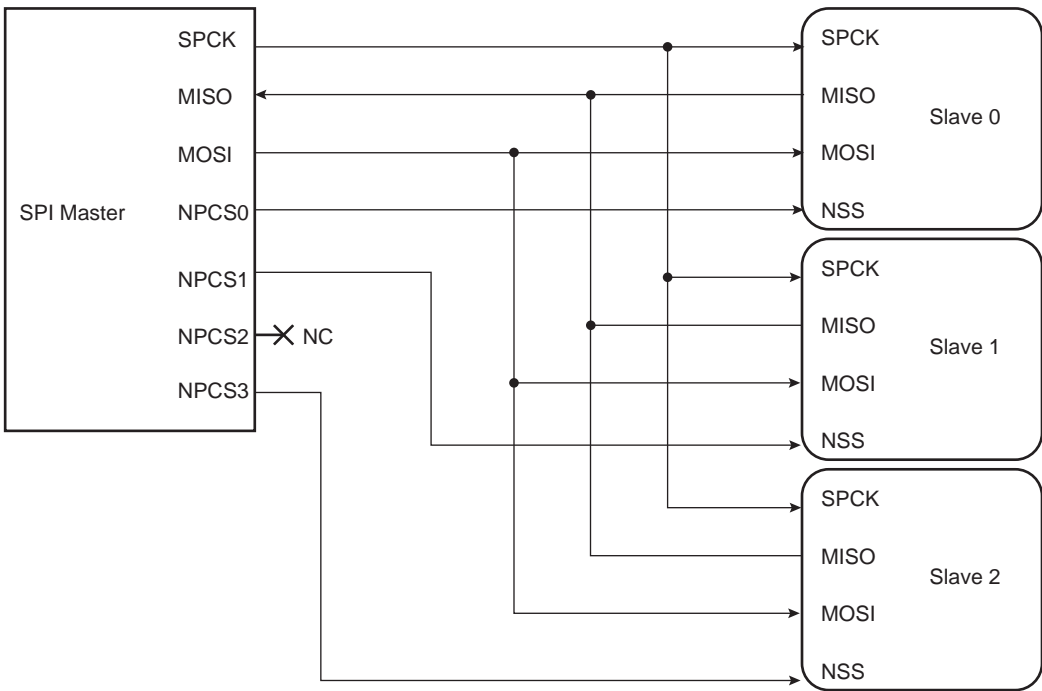 SPI Master
SPCK
MISO
MOSI
NPCS0
NPCS1
NPCS2
NC
NPCS3
SPCK
MISO
Slave 0
MOSI
NSS
SPCK
MISO
Slave 1
MOSI
NSS
SPCK
MISO
Slave 2
MOSI
NSS